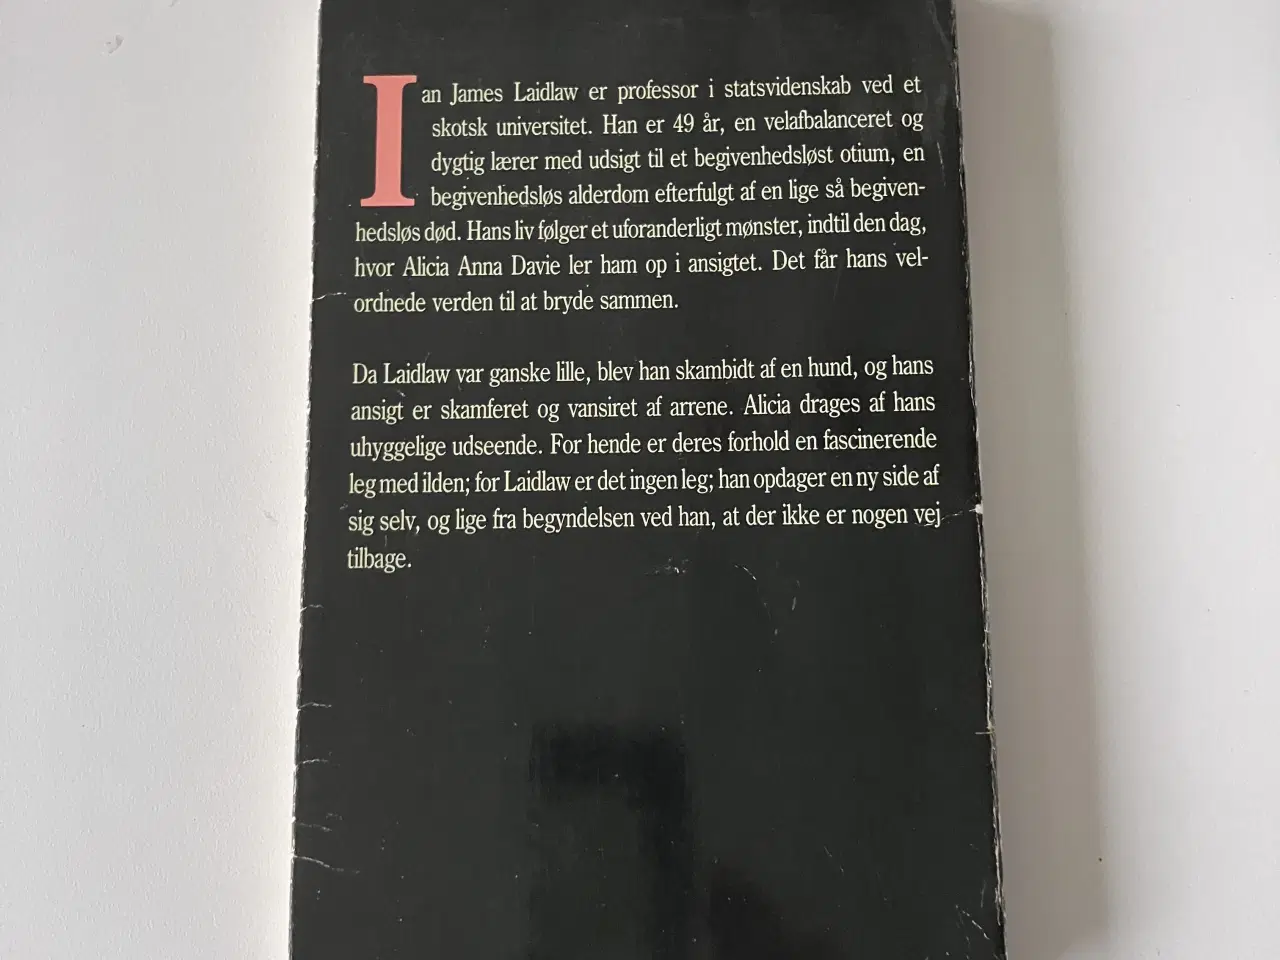 Ian James Laidlaw er professor i statsvidenskab ved et
skotsk universitet. Han er 49 år, en velafbalanceret og
dygtig lærer med udsigt til et begivenhedsløst otium, en
begivenhedsløs alderdom efterfulgt af en lige så begiven-
hedsløs død. Hans liv følger et uforanderligt mønster, indtil den dag,
hvor Alicia Anna Davie ler ham op i ansigtet. Det får hans vel-
ordnede verden til at bryde sammen.
Da Laidlaw var ganske lille, blev han skambidt af en hund, og hans
ansigt er skamferet og vansiret af arrene. Alicia drages af hans
uhyggelige udseende. For hende er deres forhold en fascinerende
leg med ilden; for Laidlaw er det ingen leg; han opdager en ny side af
sig selv, og lige fra begyndelsen ved han, at der ikke er nogen vej
tilbage.